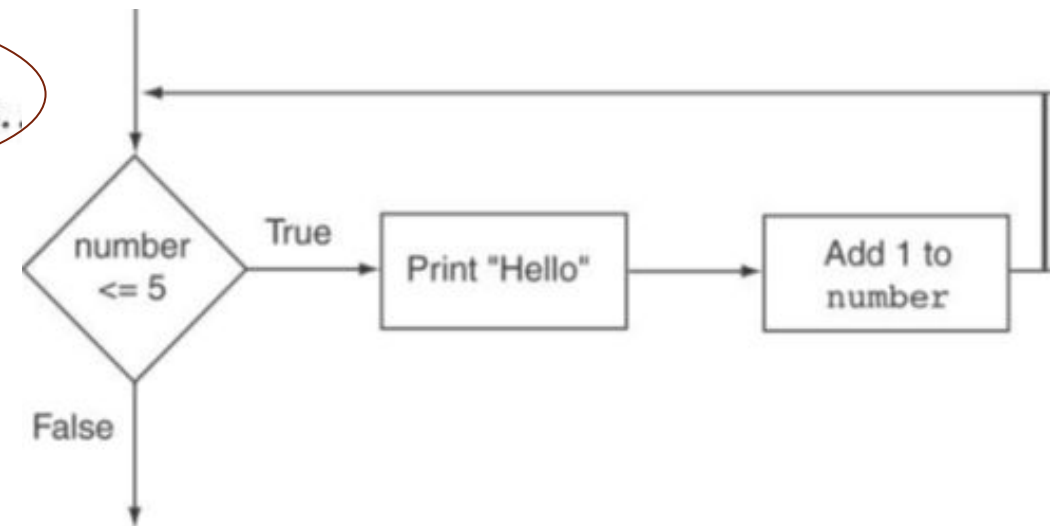 ..
True
number
<= 5
Print "Hello"
Add 1 to
number
False